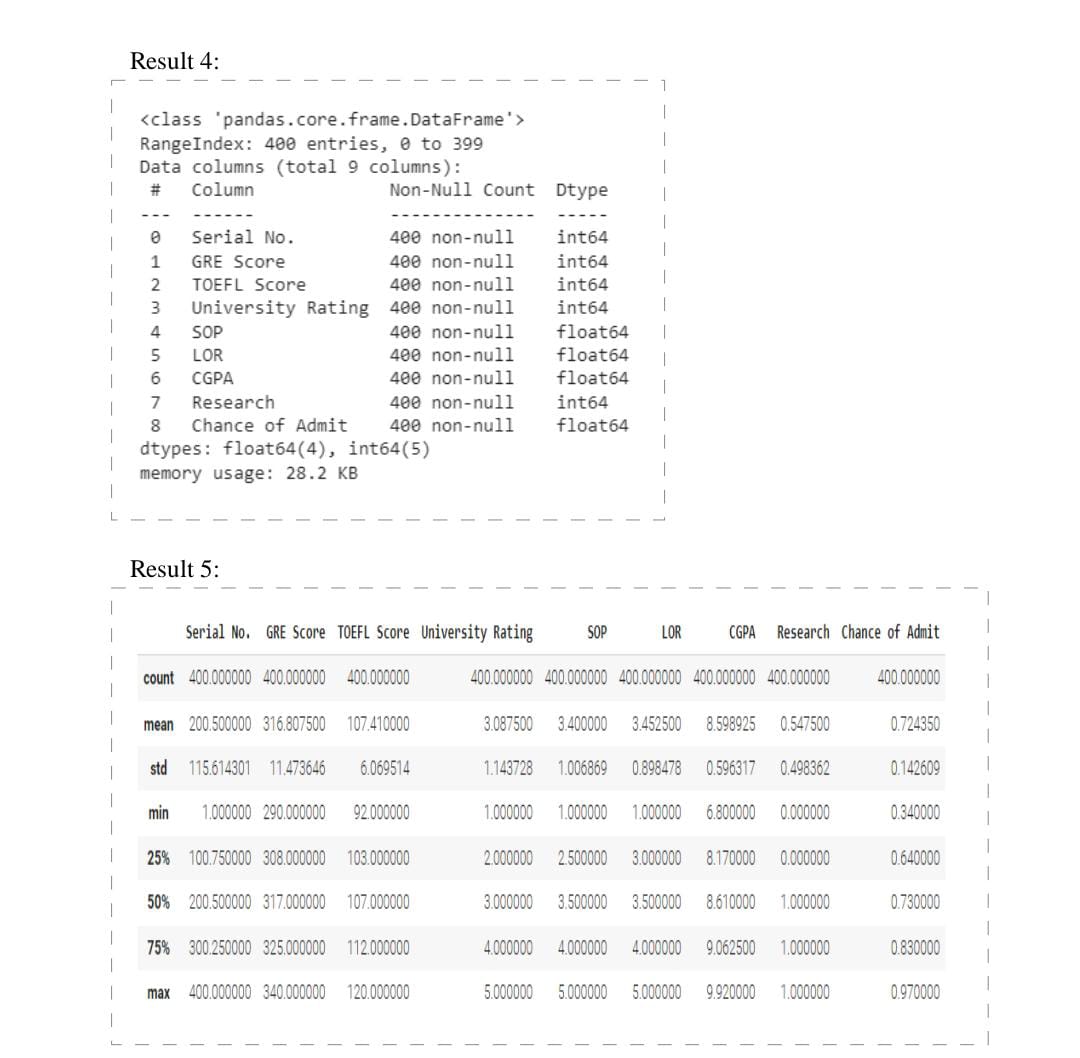 Result 4:
<class 'pandas.core.frame.DataFrame'>
RangeIndex: 400 entries, 0 to 399
Data columns (total 9 columns):
#   Column             Non-Null Count  Dtype
---  ------             --------------  -----
0   Serial No.         400 non-null    int64
1   GRE Score          400 non-null    int64
2   TOEFL Score        400 non-null    int64
3   University Rating  400 non-null    int64
4   SOP                400 non-null    float64
5   LOR                400 non-null    float64
6   CGPA               400 non-null    float64
7   Research           400 non-null    int64
8   Chance of Admit    400 non-null    float64
dtypes: float64(4), int64(5)
memory usage: 28.2 KB
Result 5:
Serial No. GRE Score TOEFL Score University Rating SOP LOR CGPA Research Chance of Admit
count 400.000000 400.000000 400.000000 400.000000 400.000000 400.000000 400.000000 400.000000 400.000000
mean 200.500000 316.807500 107.410000 3.087500 3.400000 3.452500 8.598925 0.547500 0.724350
std 115.614301 11.473646 6.069514 1.143728 1.006869 0.898478 0.596317 0.498362 0.142609
min 1.000000 290.000000 92.000000 1.000000 1.000000 1.000000 6.800000 0.000000 0.340000
25% 100.750000 308.000000 103.000000 2.000000 2.500000 3.000000 8.170000 0.000000 0.640000
50% 200.500000 317.000000 107.000000 3.000000 3.500000 3.500000 8.610000 1.000000 0.730000
75% 300.250000 325.000000 112.000000 4.000000 4.000000 4.000000 9.062500 1.000000 0.830000
max 400.000000 340.000000 120.000000 5.000000 5.000000 5.000000 9.920000 1.000000 0.970000